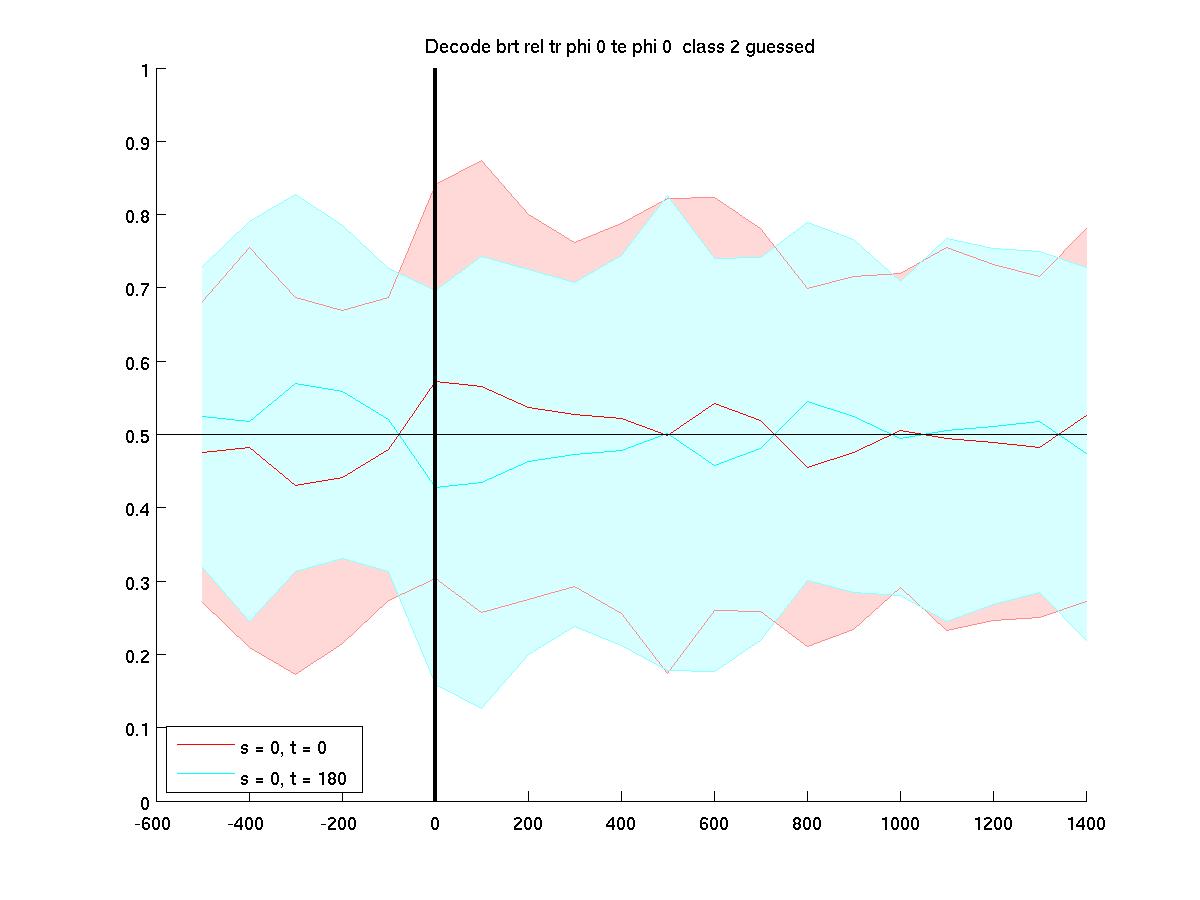 Decode brt rel tr phi 0 te phi 0  class 2 guessed
1
0.9
0.8
0.7
0.6
0.5
0.4
0.3
0.2
0.1
0
s = 0, t = 0
s = 0, t = 180
-600 -400 -200 0 200 400 600 800 1000 1200 1400